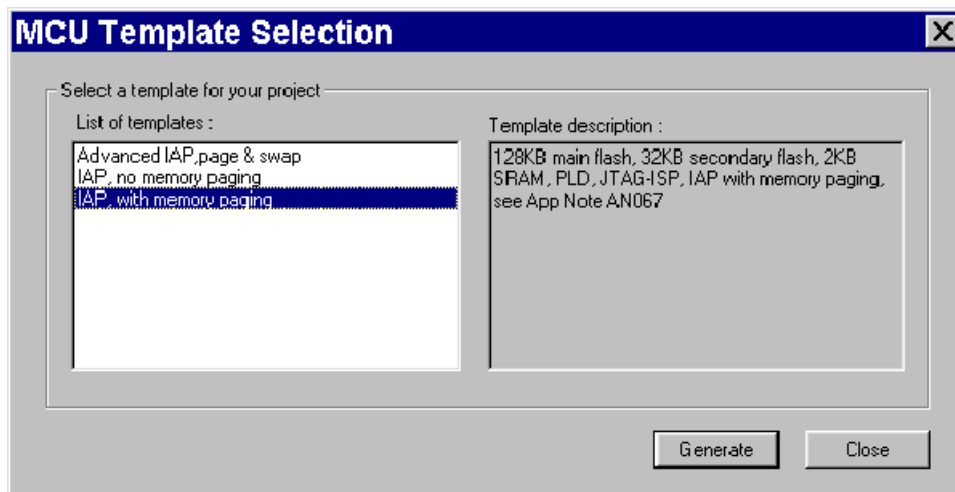 MCU Template Selection
Select a template for your project
List of templates :
Advanced IAP,page & swap
IAP, no memory paging
IAP, with memory paging
Template description :
128KB main flash, 32KB secondary flash, 2KB
SRAM, PLD, JTAG-ISP, IAP with memory paging,
see App Note AN067
Generate
Close